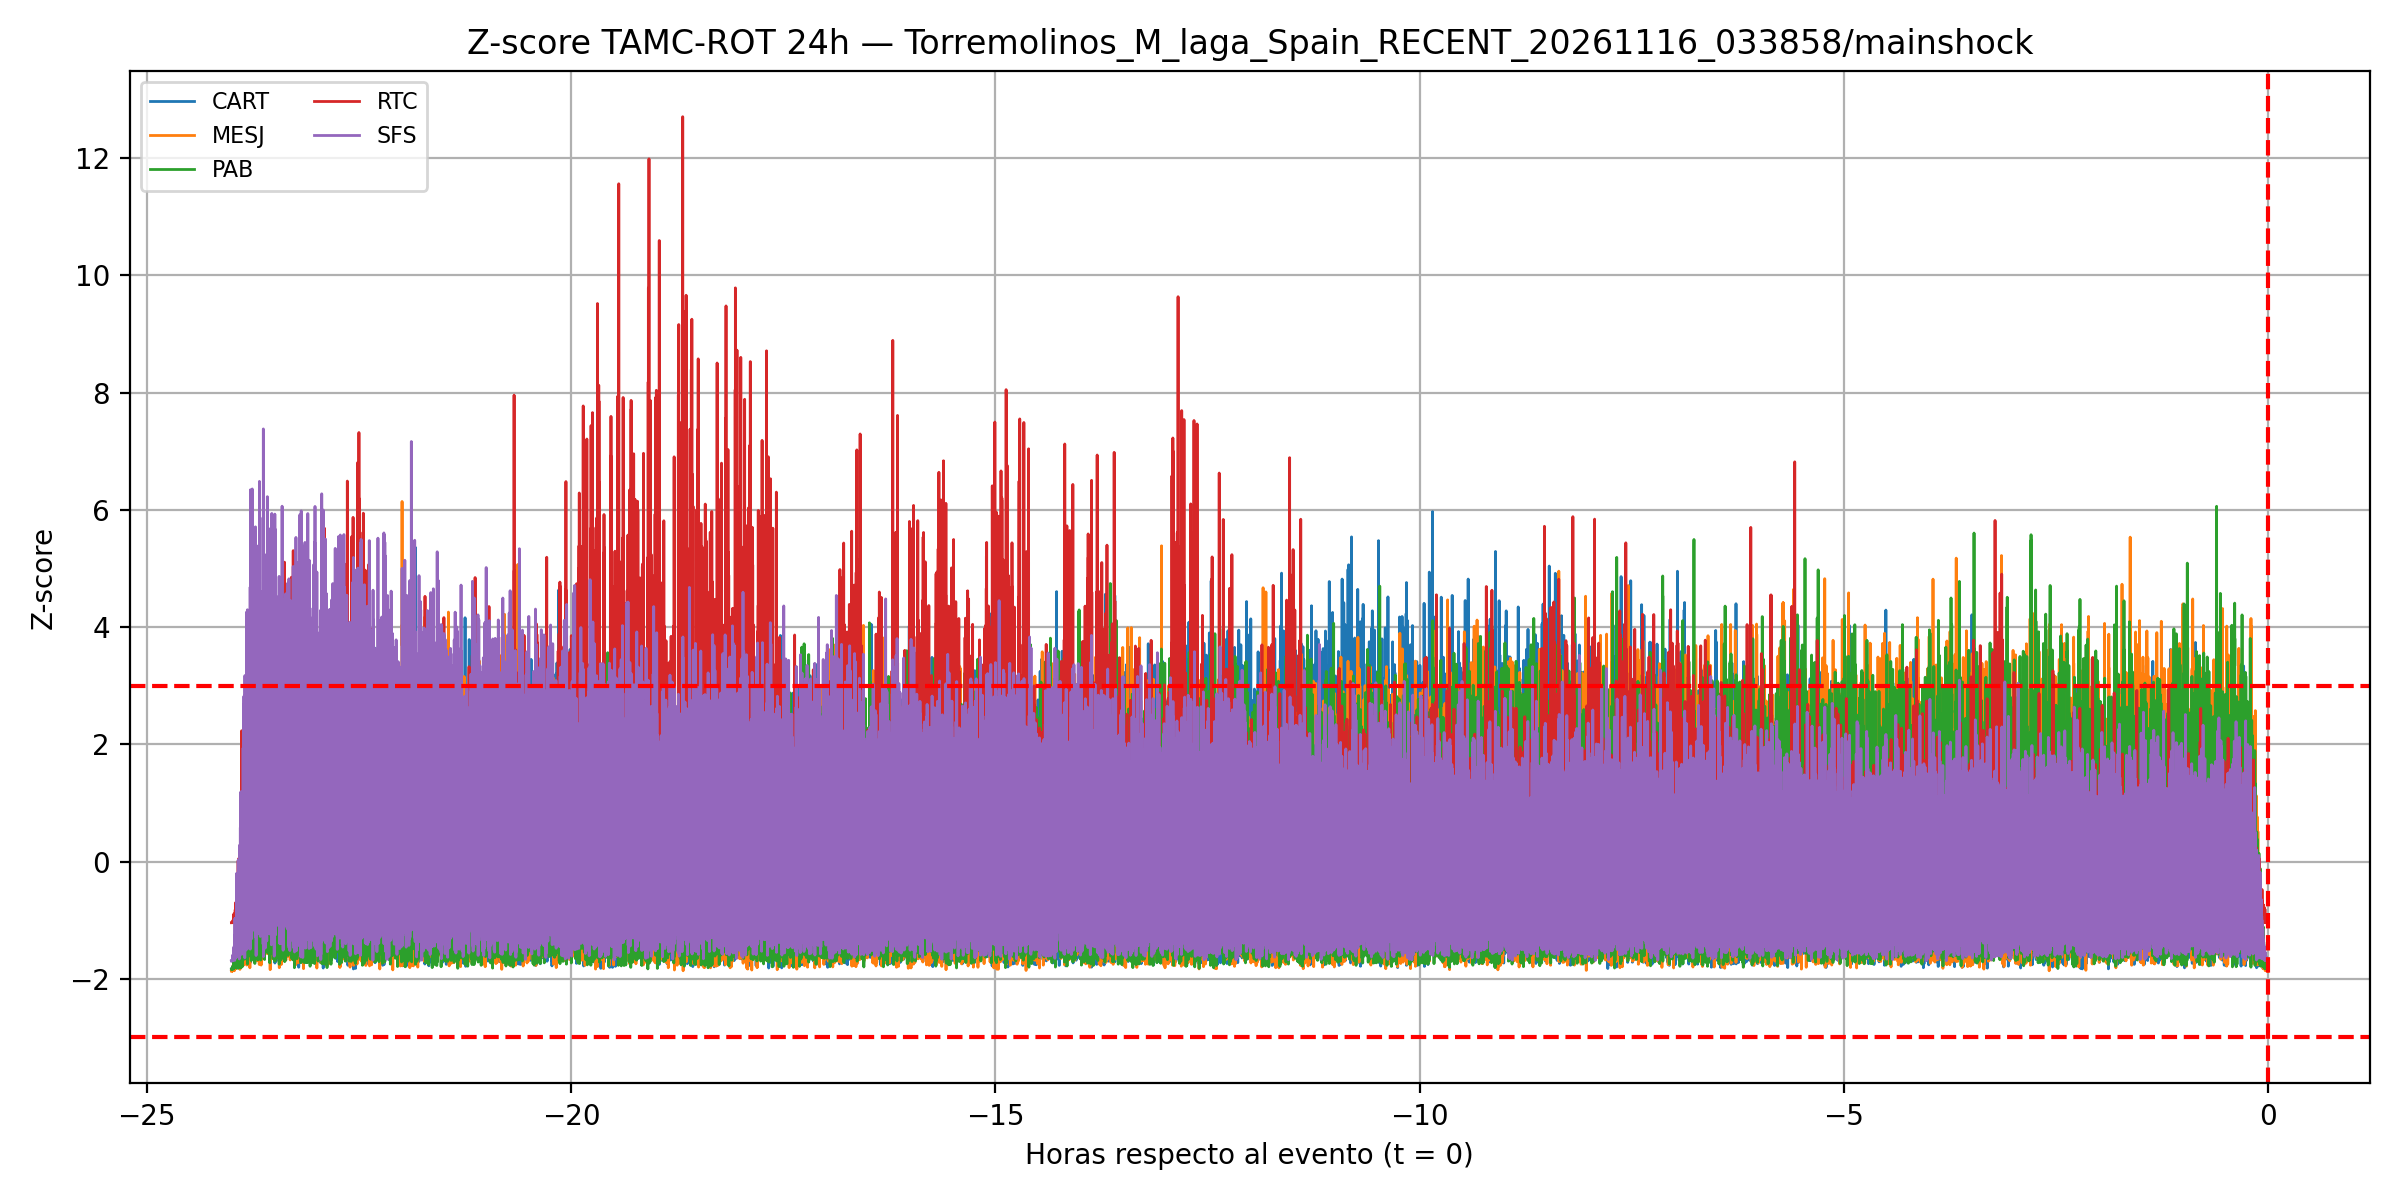 Z-score TAMC-ROT 24h — Torremolinos_M_laga_Spain_RECENT_20261116_033858/mainshock
CART
MESJ
PAB
RTC
SFS
Z-score
12
10
8
6
4
2
0
−2
−25
−20
−15
−10
−5
0
Horas respecto al evento (t = 0)